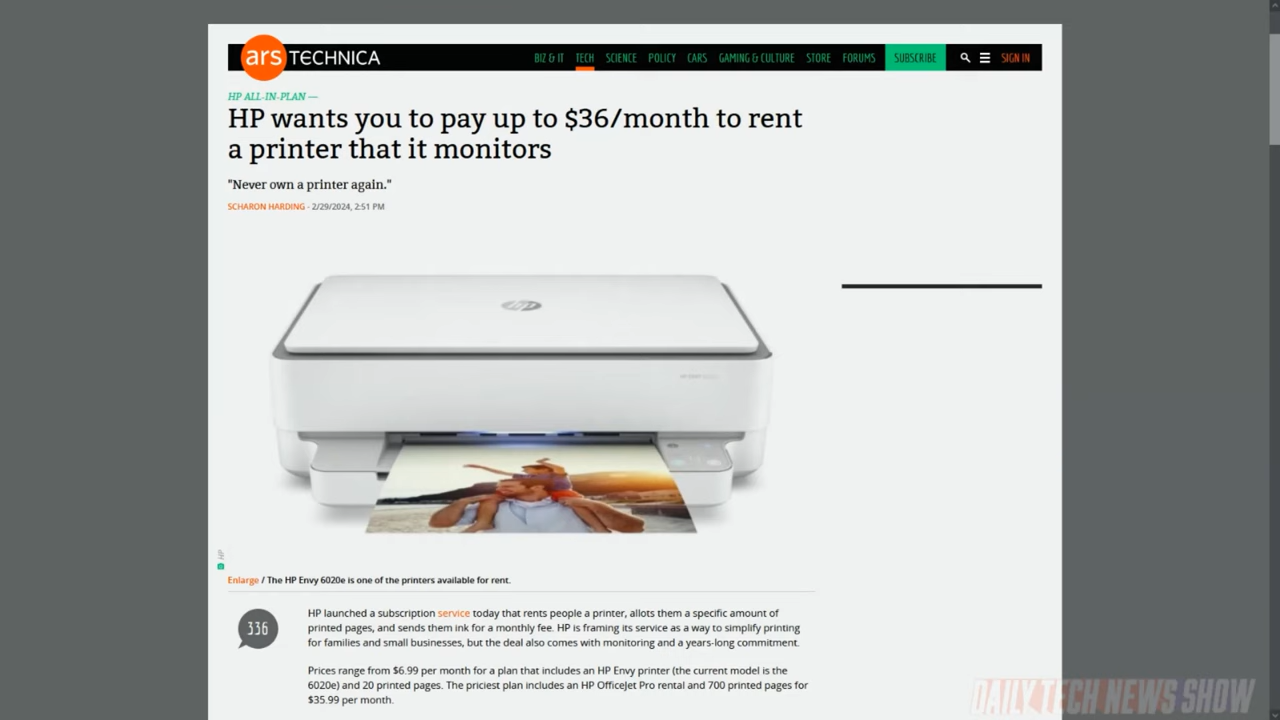 ars TECHNICA
BIZ & IT TECH SCIENCE POLICY CARS GAMING & CULTURE STORE FORUMS SUBSCRIBE SIGN IN
HP ALL-IN-PLAN —
HP wants you to pay up to $36/month to rent
a printer that it monitors
"Never own a printer again."
SCHARON HARDING - 2/29/2024, 2:51 PM
hp
HP
Enlarge / The HP Envy 6020e is one of the printers available for rent.
336
HP launched a subscription service today that rents people a printer, allots them a specific amount of
printed pages, and sends them ink for a monthly fee. HP is framing its service as a way to simplify printing
for families and small businesses, but the deal also comes with monitoring and a years-long commitment.
Prices range from $6.99 per month for a plan that includes an HP Envy printer (the current model is the
6020e) and 20 printed pages. The priciest plan includes an HP OfficeJet Pro rental and 700 printed pages for
$35.99 per month.
DAILY TECH NEWS SHOW